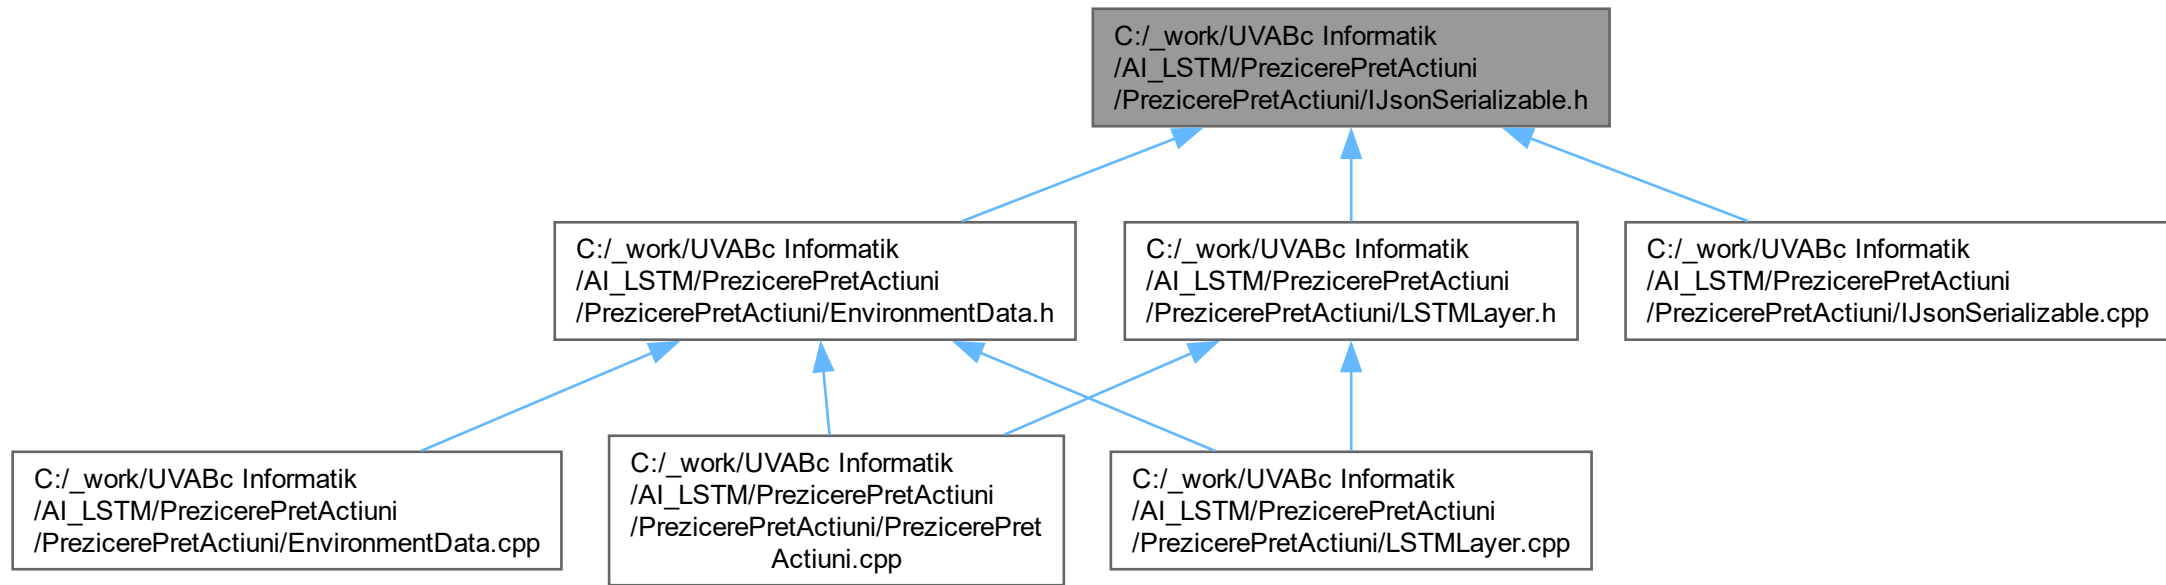 C:/_work/UVABc Informatik
/AI_LSTM/PrezicerePretActiuni
/PrezicerePretActiuni/IJsonSerializable.h
C:/_work/UVABc Informatik
/AI_LSTM/PrezicerePretActiuni
/PrezicerePretActiuni/EnvironmentData.h
C:/_work/UVABc Informatik
/AI_LSTM/PrezicerePretActiuni
/PrezicerePretActiuni/LSTMLayer.h
C:/_work/UVABc Informatik
/AI_LSTM/PrezicerePretActiuni
/PrezicerePretActiuni/IJsonSerializable.cpp
C:/_work/UVABc Informatik
/AI_LSTM/PrezicerePretActiuni
/PrezicerePretActiuni/EnvironmentData.cpp
C:/_work/UVABc Informatik
/AI_LSTM/PrezicerePretActiuni
/PrezicerePretActiuni/PrezicerePret
Actiuni.cpp
C:/_work/UVABc Informatik
/AI_LSTM/PrezicerePretActiuni
/PrezicerePretActiuni/LSTMLayer.cpp